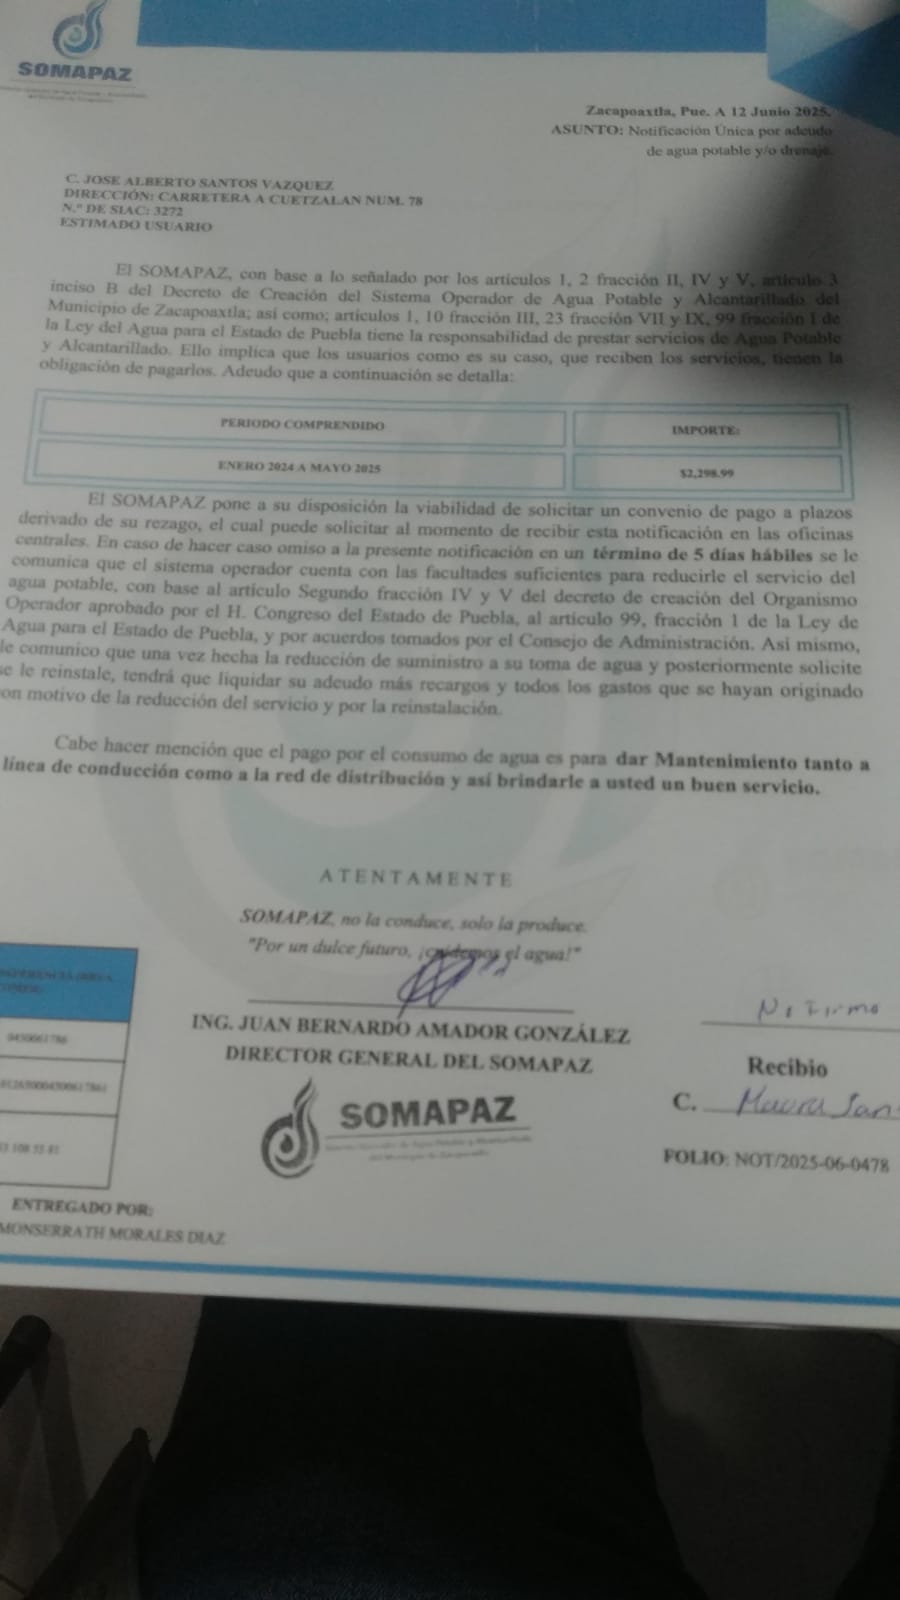 SOMAPAZ
Zacapoaxtla, Pue. A 12 Junio 2025.
ASUNTO: Notificación Única por adeudo
de agua potable y/o drenaje.
C. JOSE ALBERTO SANTOS VAZQUEZ
DIRECCIÓN: CARRETERA A CUETZALAN NUM. 78
N.° DE SIAC: 3272
ESTIMADO USUARIO
El SOMAPAZ, con base a lo señalado por los artículos 1, 2 fracción II, IV y V, artículo 3
inciso B del Decreto de Creación del Sistema Operador de Agua Potable y Alcantarillado del
Municipio de Zacapoaxtla; así como; artículos 1, 10 fracción III, 23 fracción VII y IX, 99 fracción I de
la Ley del Agua para el Estado de Puebla tiene la responsabilidad de prestar servicios de Agua Potable
y Alcantarillado. Ello implica que los usuarios como es su caso, que reciben los servicios, tienen la
obligación de pagarlos. Adeudo que a continuación se detalla:
PERIODO COMPRENDIDO
IMPORTE:
ENERO 2024 A MAYO 2025
$2,298.99
El SOMAPAZ pone a su disposición la viabilidad de solicitar un convenio de pago a plazos
derivado de su rezago, el cual puede solicitar al momento de recibir esta notificación en las oficinas
centrales. En caso de hacer caso omiso a la presente notificación en un término de 5 días hábiles se le
comunica que el sistema operador cuenta con las facultades suficientes para reducirle el servicio del
agua potable, con base al artículo Segundo fracción IV y V del decreto de creación del Organismo
Operador aprobado por el H. Congreso del Estado de Puebla, al artículo 99, fracción 1 de la Ley de
Agua para el Estado de Puebla, y por acuerdos tomados por el Consejo de Administración. Así mismo,
le comunico que una vez hecha la reducción de suministro a su toma de agua y posteriormente solicite
se le reinstale, tendrá que liquidar su adeudo más recargos y todos los gastos que se hayan originado
on motivo de la reducción del servicio y por la reinstalación.
Cabe hacer mención que el pago por el consumo de agua es para dar Mantenimiento tanto a
línea de conducción como a la red de distribución y así brindarle a usted un buen servicio.
ATENTAMENTE
SOMAPAZ, no la conduce, solo la produce.
"Por un dulce futuro, ¡cuidemos el agua!"
ING. JUAN BERNARDO AMADOR GONZÁLEZ
DIRECTOR GENERAL DEL SOMAPAZ
SOMAPAZ
No Firmo
Recibio
C. Maura San
FOLIO: NOT/2025-06-0478
ENTREGADO POR:
MONSERRATH MORALES DIAZ